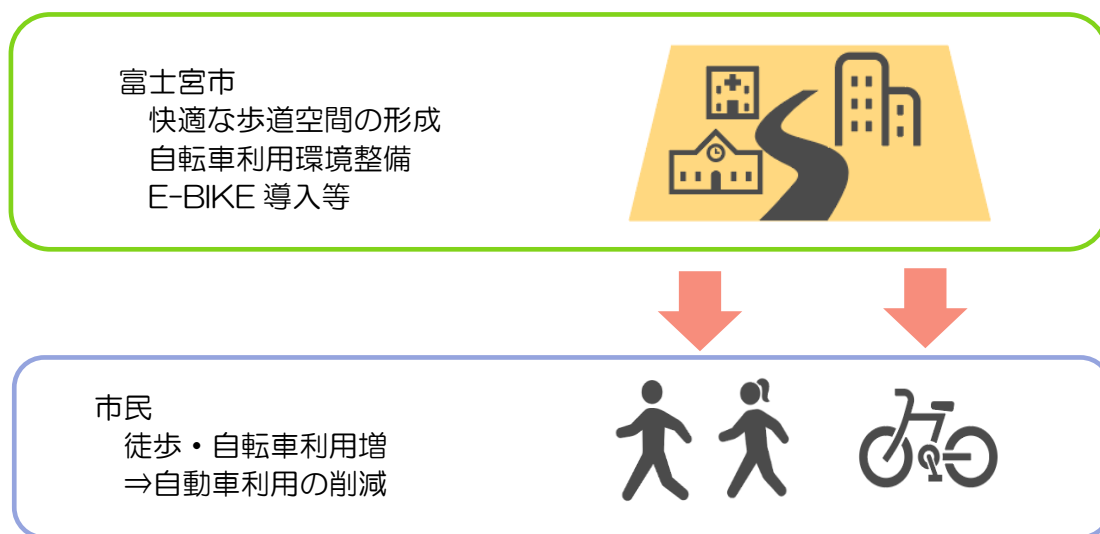 富士宮市
快適な歩道空間の形成
自転車利用環境整備
E-BIKE 導入等
市民
徒歩・自転車利用増
⇒自動車利用の削減